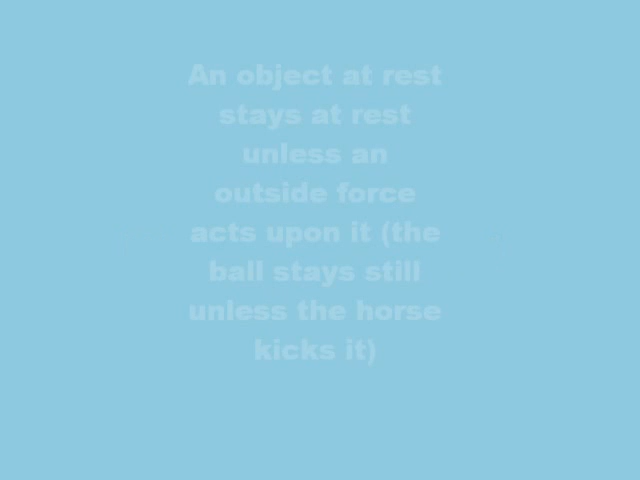 An object at rest
stays at rest
unless an
outside force
acts upon it (the
ball stays still
unless the horse
kicks it)